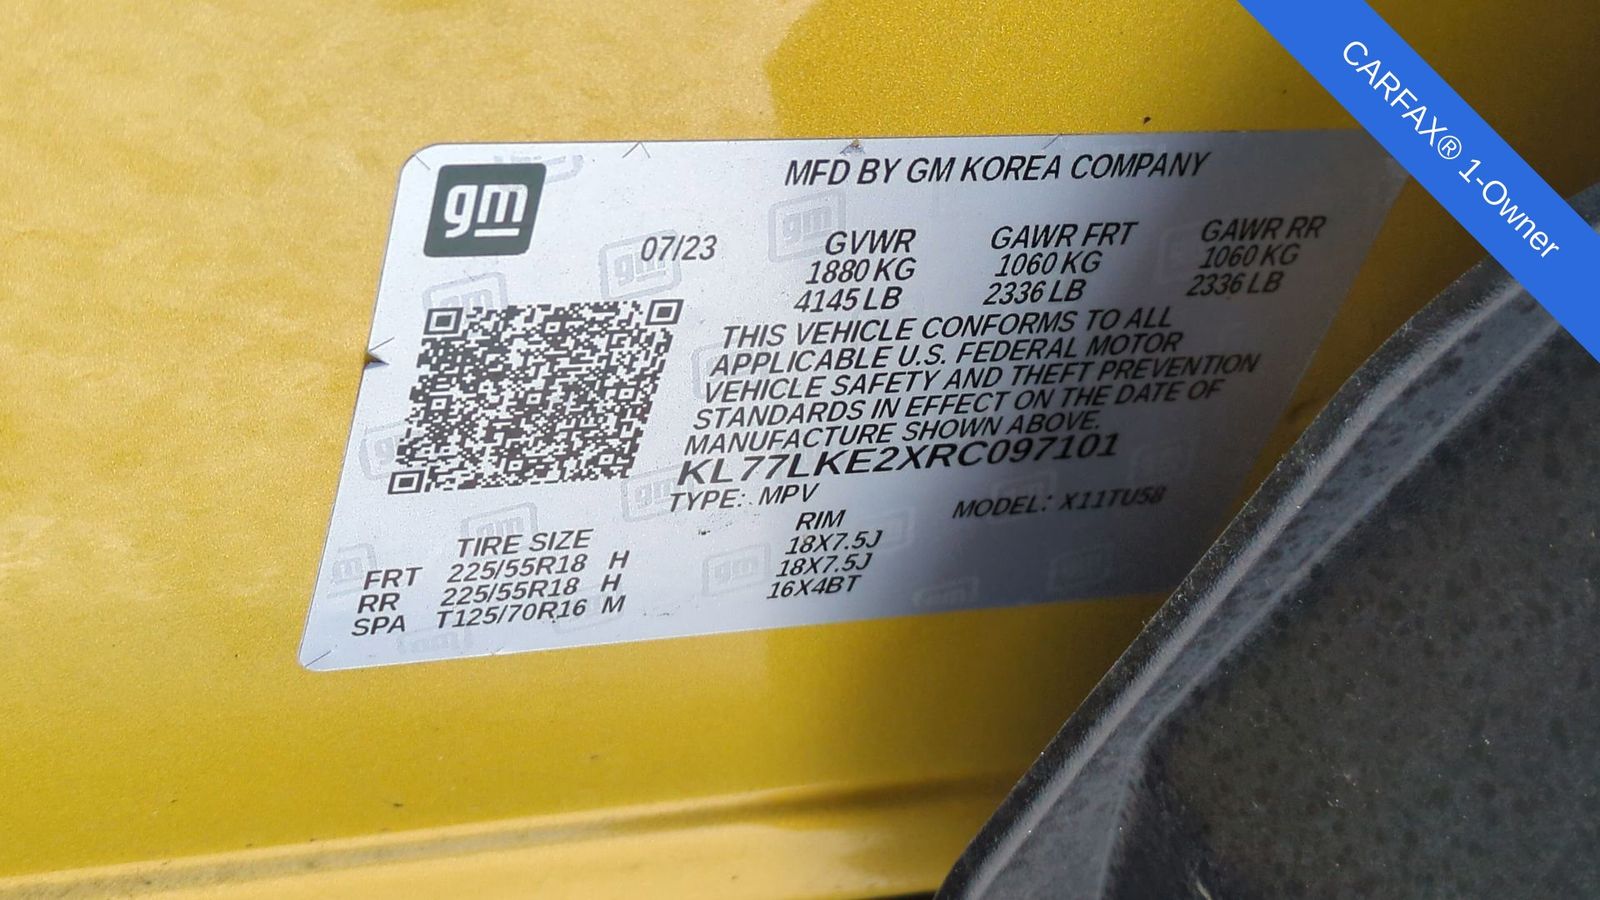 CARFAX® 1-Owner
gm
MFD BY GM KOREA COMPANY
07/23
GVWR GAWR FRT GAWR RR
1880 KG 1060 KG 1060 KG
4145 LB 2336 LB 2336 LB
THIS VEHICLE CONFORMS TO ALL
APPLICABLE U.S. FEDERAL MOTOR
VEHICLE SAFETY AND THEFT PREVENTION
STANDARDS IN EFFECT ON THE DATE OF
MANUFACTURE SHOWN ABOVE.
KL77LKE2XRC097101
TYPE: MPV MODEL: X11TU58
TIRE SIZE RIM
FRT 225/55R18 H 18X7.5J
RR 225/55R18 H 18X7.5J
SPA T125/70R16 M 16X4BT